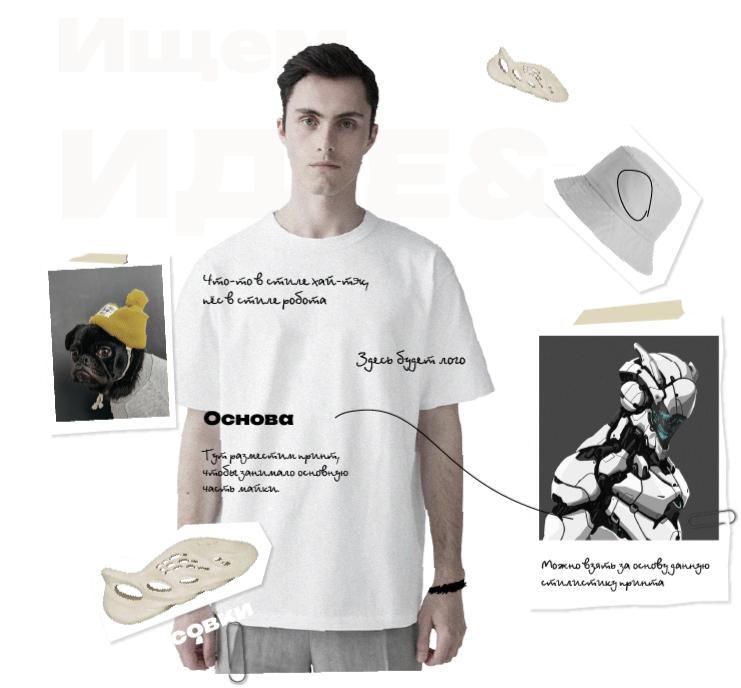 Ищем
ИДЕЕ&
Что-то в стиле хай-тэк,
пёс в стиле робота
Здесь будет лого
Основа
Тут разместим принт,
чтобы занимало основную
часть майки.
Можно взять за основу данную
стилистику принта
совки